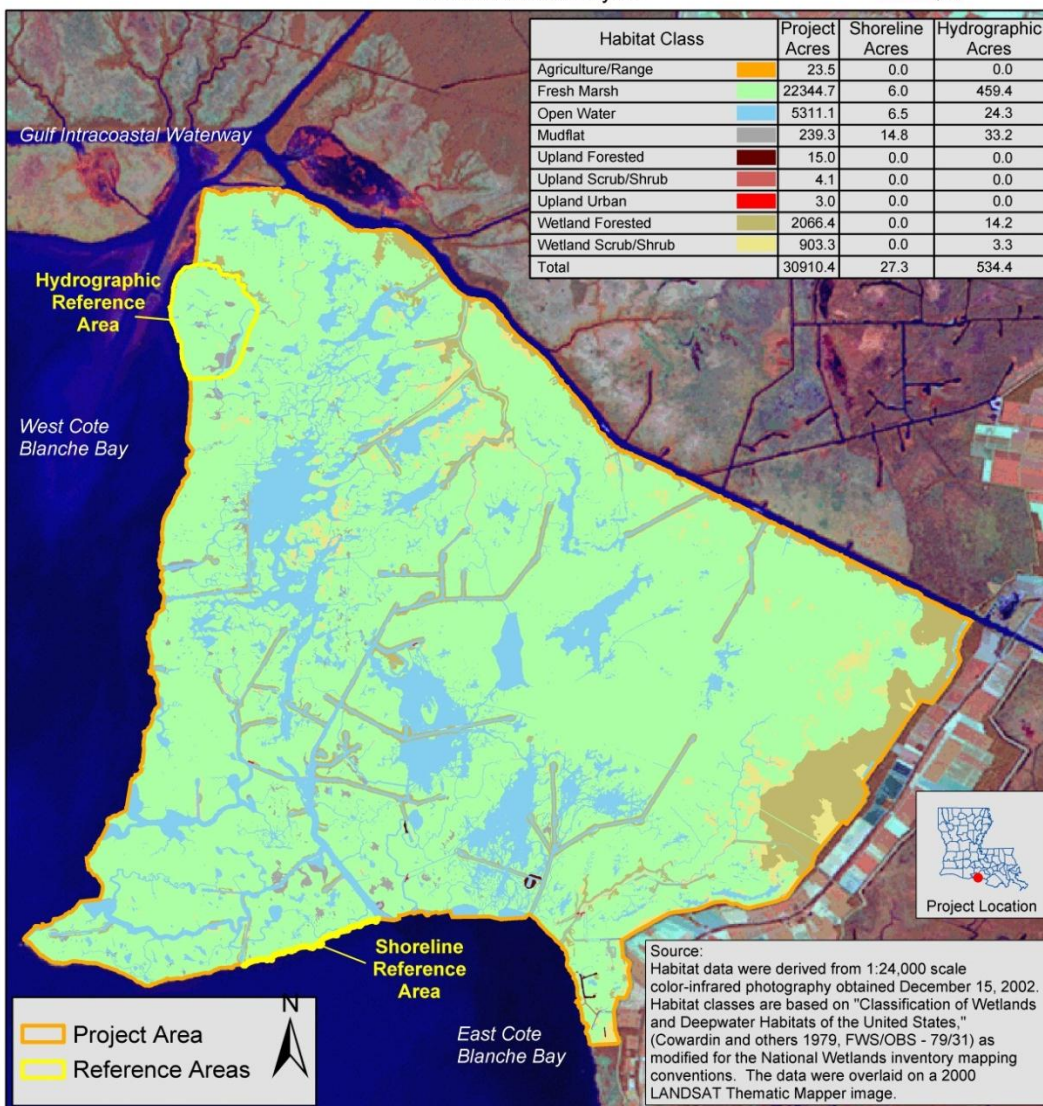 Habitat Class Project Acres Shoreline Acres Hydrographic Acres
Agriculture/Range 23.5 0.0 0.0
Fresh Marsh 22344.7 6.0 459.4
Open Water 5311.1 6.5 24.3
Mudflat 239.3 14.8 33.2
Upland Forested 15.0 0.0 0.0
Upland Scrub/Shrub 4.1 0.0 0.0
Upland Urban 3.0 0.0 0.0
Wetland Forested 2066.4 0.0 14.2
Wetland Scrub/Shrub 903.3 0.0 3.3
Total 30910.4 27.3 534.4
Gulf Intracoastal Waterway
Hydrographic
Reference
Area
West Cote
Blanche Bay
Project Location
Shoreline
Reference
Area
East Cote
Blanche Bay
N
Project Area
Reference Areas
Source:
Habitat data were derived from 1:24,000 scale
color-infrared photography obtained December 15, 2002.
Habitat classes are based on "Classification of Wetlands
and Deepwater Habitats of the United States,"
(Cowardin and others 1979, FWS/OBS - 79/31) as
modified for the National Wetlands inventory mapping
conventions. The data were overlaid on a 2000
LANDSAT Thematic Mapper image.